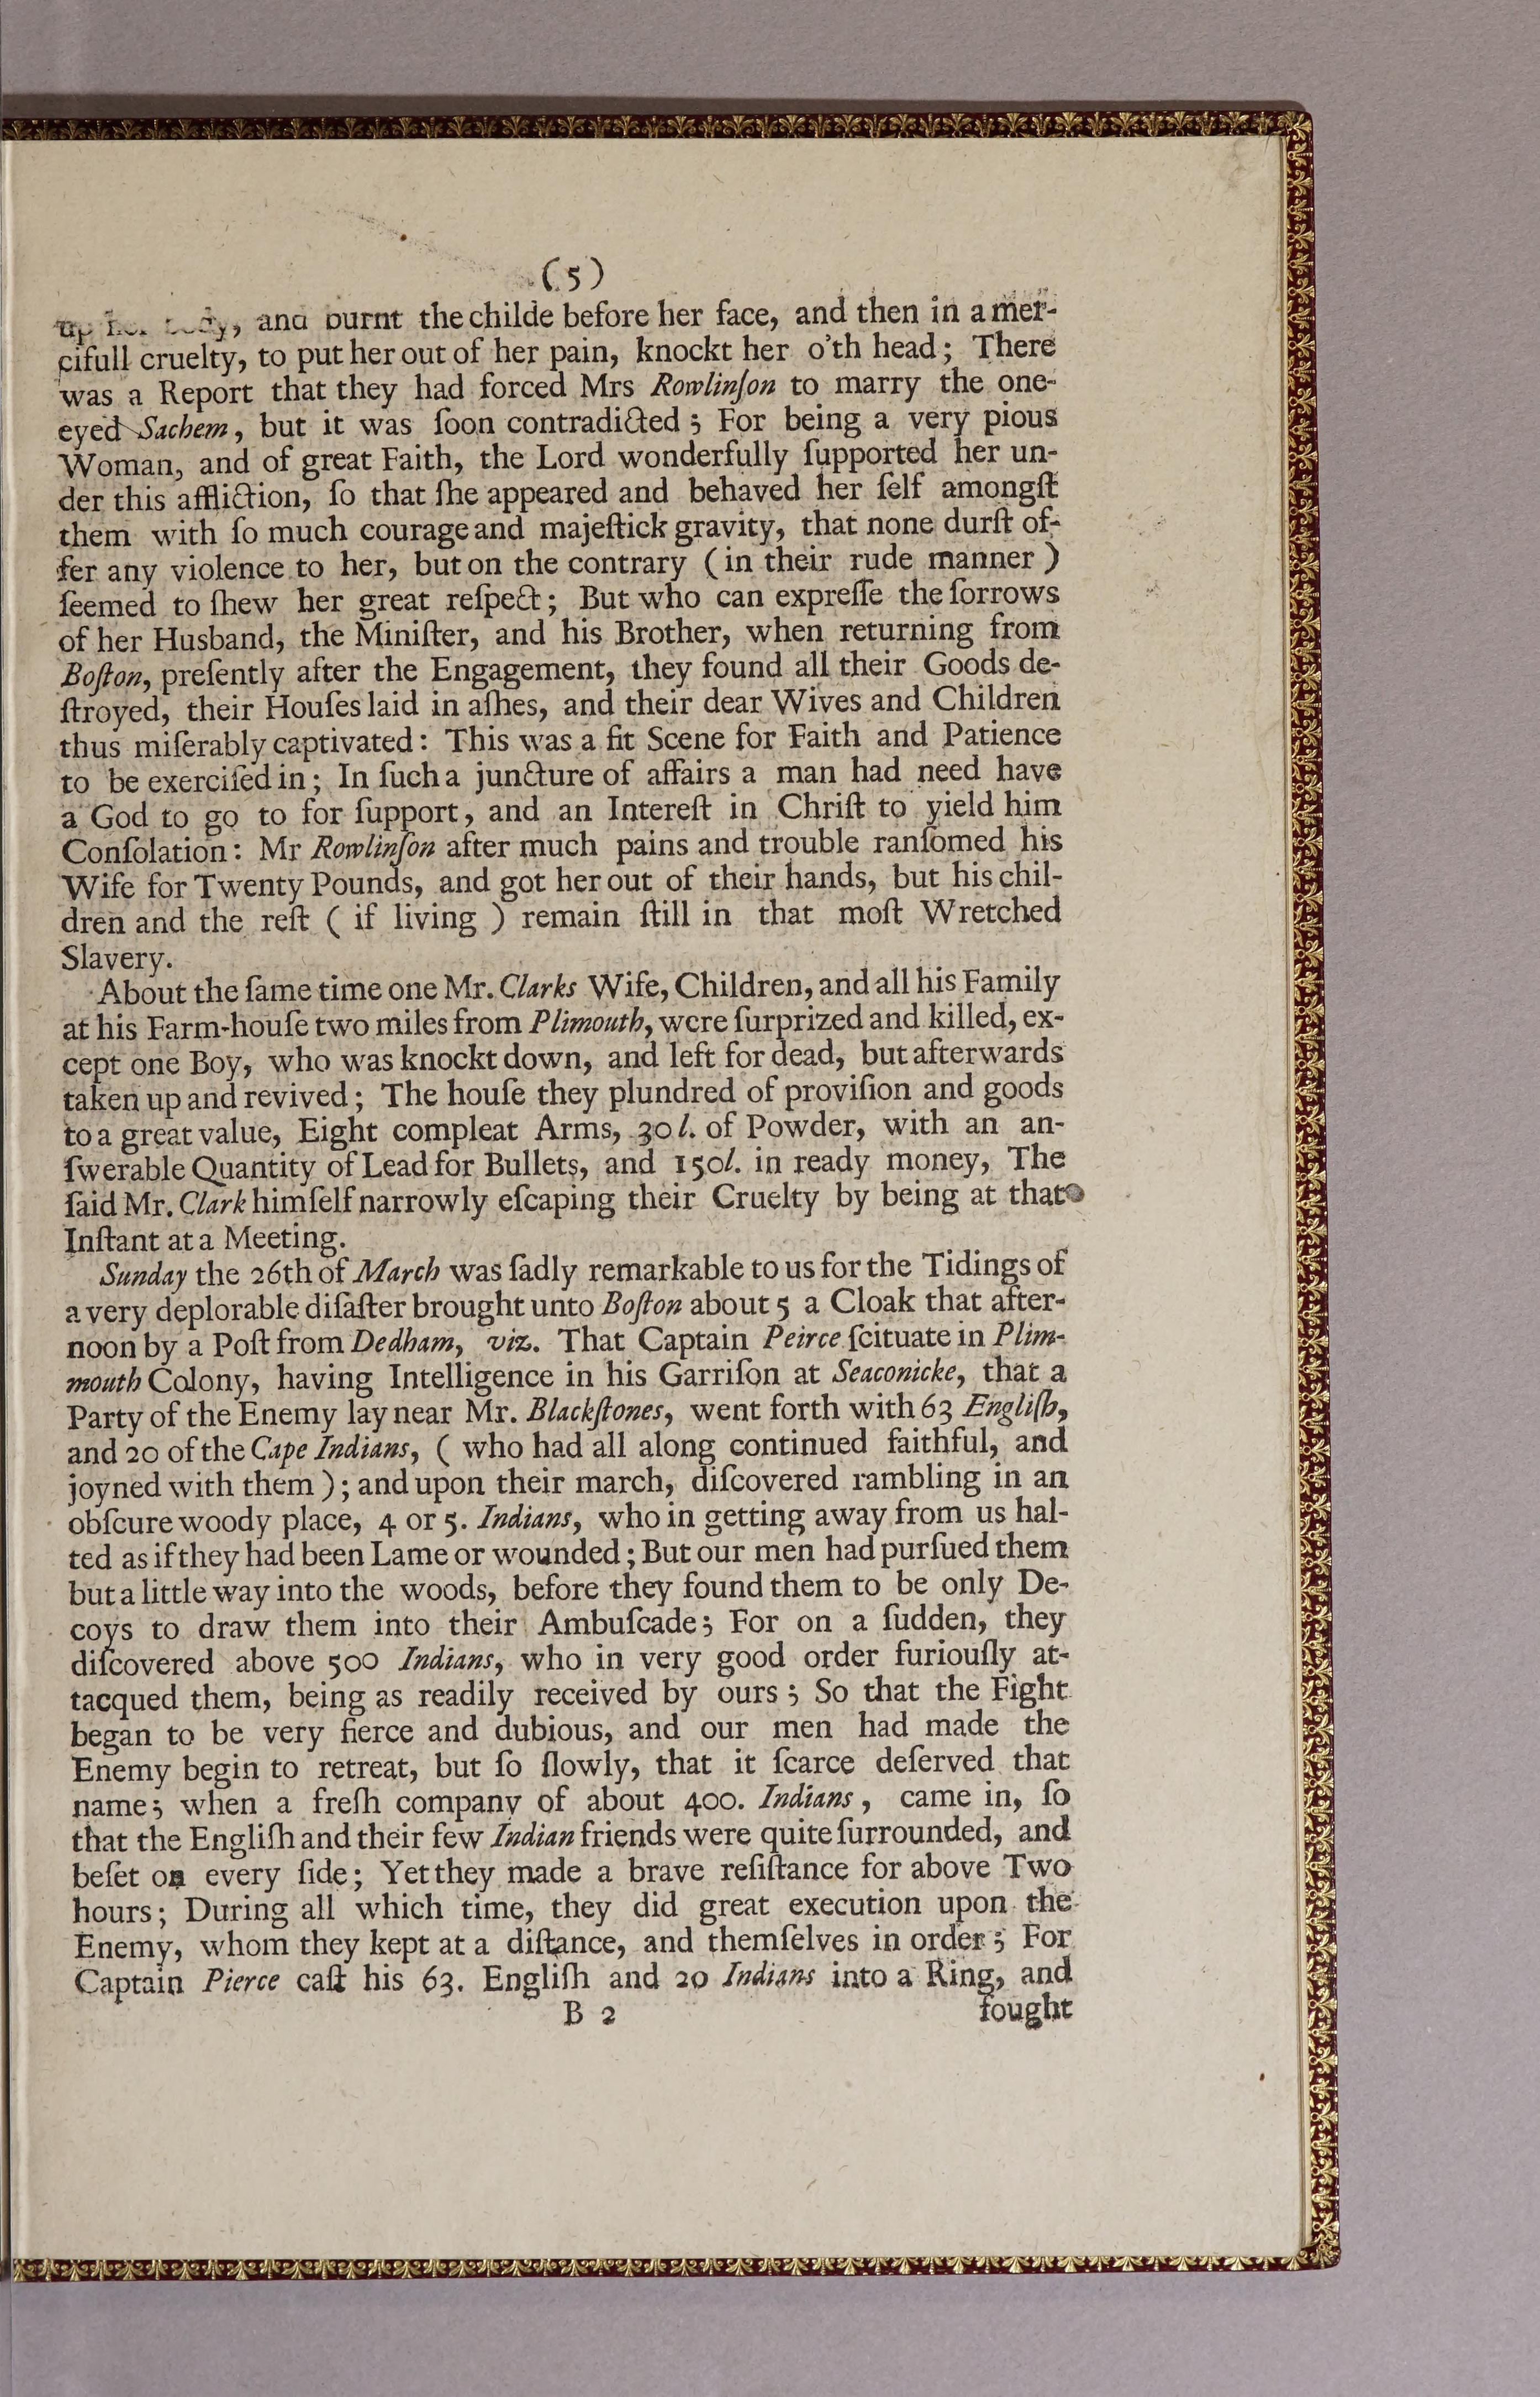 (5)
up her body, and burnt the childe before her face, and then in a mer-
cifull cruelty, to put her out of her pain, knockt her o'th head; There
was a Report that they had forced Mrs Rowlinſon to marry the one-
eyed Sachem, but it was ſoon contradicted; For being a very pious
Woman, and of great Faith, the Lord wonderfully ſupported her un-
der this affliction, ſo that ſhe appeared and behaved her ſelf amongſt
them with ſo much courage and majeſtick gravity, that none durſt of-
fer any violence to her, but on the contrary (in their rude manner)
ſeemed to ſhew her great reſpect; But who can expreſſe the ſorrows
of her Husband, the Miniſter, and his Brother, when returning from
Boſton, preſently after the Engagement, they found all their Goods de-
ſtroyed, their Houſes laid in aſhes, and their dear Wives and Children
thus miſerably captivated: This was a fit Scene for Faith and Patience
to be exerciſed in; In ſuch a juncture of affairs a man had need have
a God to go to for ſupport, and an Intereſt in Chriſt to yield him
Conſolation: Mr Rowlinſon after much pains and trouble ranſomed his
Wife for Twenty Pounds, and got her out of their hands, but his chil-
dren and the reſt ( if living ) remain ſtill in that moſt Wretched
Slavery.
About the ſame time one Mr. Clarks Wife, Children, and all his Family
at his Farm-houſe two miles from Plimouth, were ſurprized and killed, ex-
cept one Boy, who was knockt down, and left for dead, but afterwards
taken up and revived; The houſe they plundred of proviſion and goods
to a great value, Eight compleat Arms, 30 l. of Powder, with an an-
ſwerable Quantity of Lead for Bullets, and 150l. in ready money, The
ſaid Mr. Clark himſelf narrowly eſcaping their Cruelty by being at that
Inſtant at a Meeting.
Sunday the 26th of March was ſadly remarkable to us for the Tidings of
a very deplorable diſaſter brought unto Boſton about 5 a Cloak that after-
noon by a Poſt from Dedham, viz. That Captain Peirce ſcituate in Plim-
mouth Colony, having Intelligence in his Garriſon at Seaconicke, that a
Party of the Enemy lay near Mr. Blackſtones, went forth with 63 Engliſh,
and 20 of the Cape Indians, ( who had all along continued faithful, and
joyned with them ); and upon their march, diſcovered rambling in an
obſcure woody place, 4 or 5. Indians, who in getting away from us hal-
ted as if they had been Lame or wounded; But our men had purſued them
but a little way into the woods, before they found them to be only De-
coys to draw them into their Ambuſcade; For on a ſudden, they
diſcovered above 500 Indians, who in very good order furiouſly at-
tacqued them, being as readily received by ours; So that the Fight
began to be very fierce and dubious, and our men had made the
Enemy begin to retreat, but ſo ſlowly, that it ſcarce deſerved that
name; when a freſh company of about 400. Indians, came in, ſo
that the Engliſh and their few Indian friends were quite ſurrounded, and
beſet on every ſide; Yet they made a brave reſiſtance for above Two
hours; During all which time, they did great execution upon the
Enemy, whom they kept at a diſtance, and themſelves in order; For
Captain Pierce caſt his 63. Engliſh and 20 Indians into a Ring, and
B 2 fought